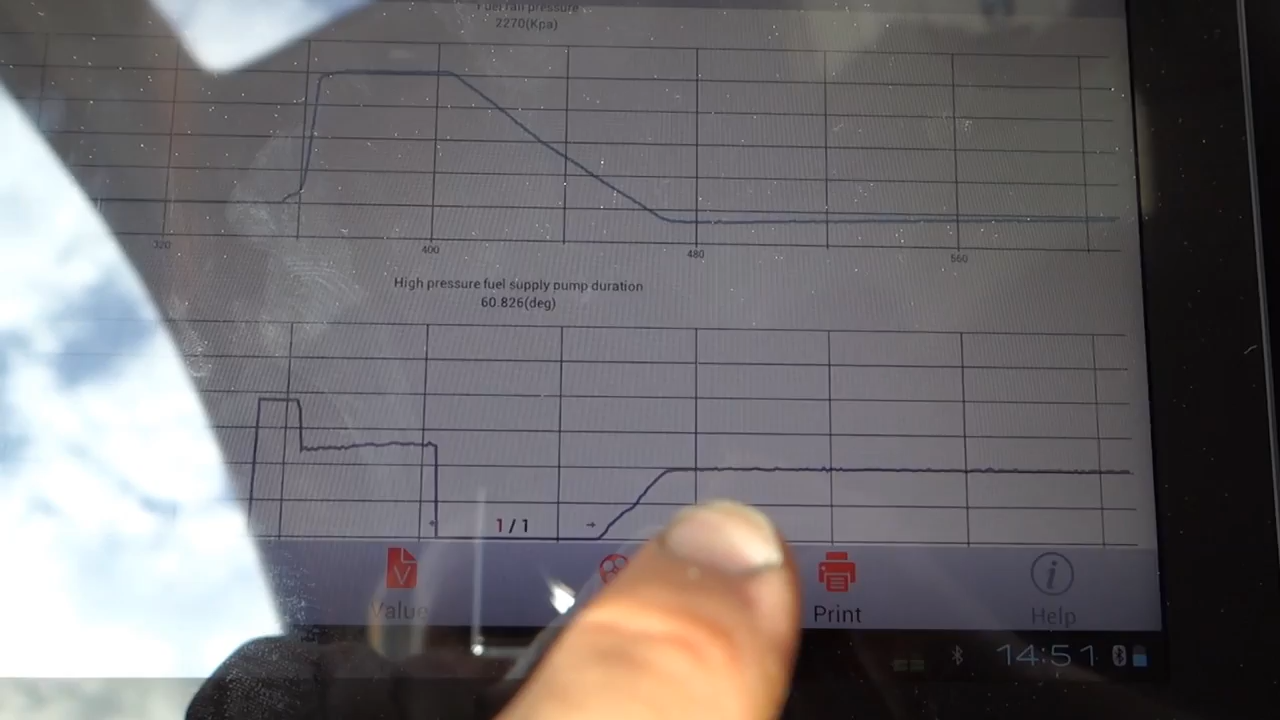 Fuel rail pressure
2270(Kpa)
320
400
480
560
High pressure fuel supply pump duration
60.826(deg)
1/1
Value
Print
Help
14:51